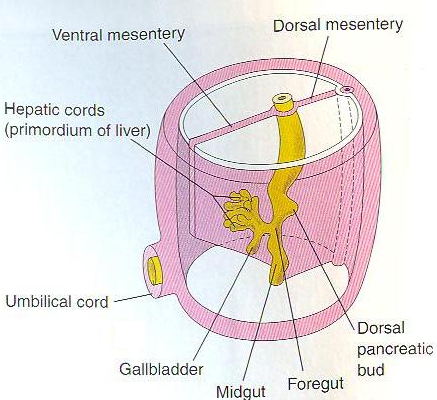 Dorsal mesentery
Ventral mesentery
Hepatic cords
(primordium of liver)
Umbilical cord
Dorsal
pancreatic
bud
Gallbladder
Foregut
Midgut